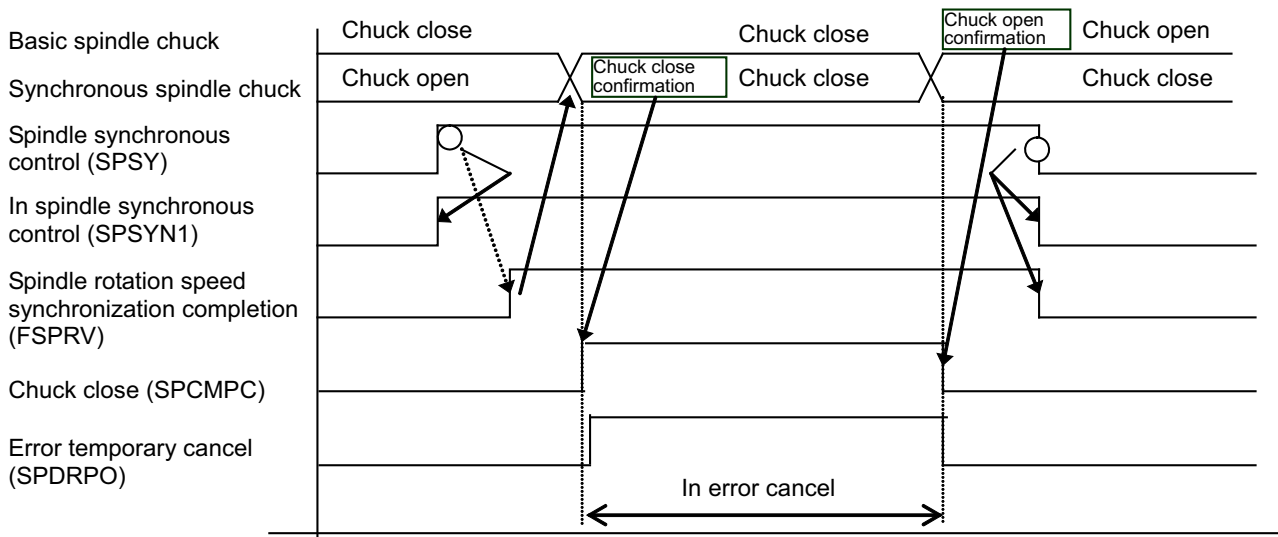 Basic spindle chuck
Chuck close
Chuck close
Chuck open
confirmation
Chuck open
Synchronous spindle chuck
Chuck open
Chuck close
confirmation
Chuck close
Chuck close
Spindle synchronous
control (SPSY)
In spindle synchronous
control (SPSYN1)
Spindle rotation speed
synchronization completion
(FSPRV)
Chuck close (SPCMPC)
Error temporary cancel
(SPDRPO)
In error cancel